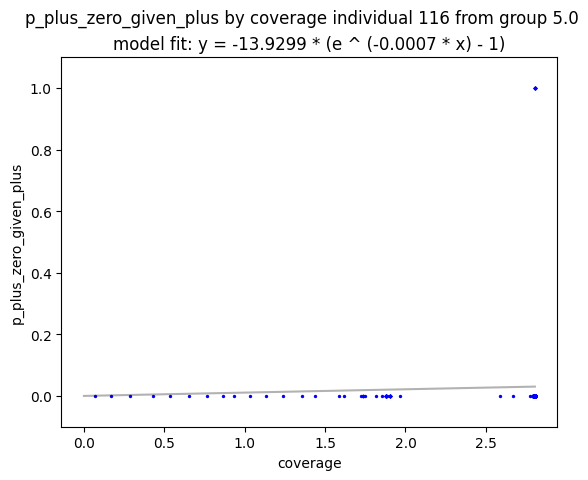 p_plus_zero_given_plus by coverage individual 116 from group 5.0
model fit: y = -13.9299 * (e ^ (-0.0007 * x) - 1)
1.0
0.8
0.6
0.4
0.2
0.0
p_plus_zero_given_plus
0.0 0.5 1.0 1.5 2.0 2.5
coverage